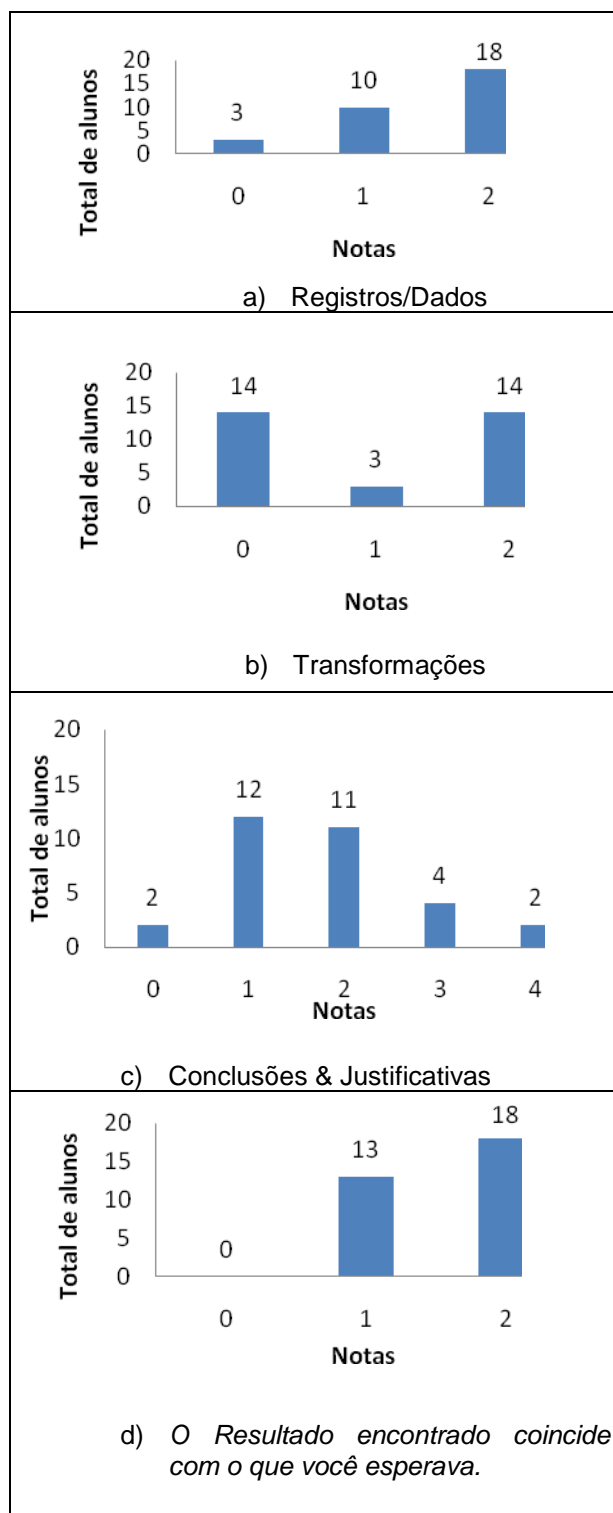 Total de alunos
20
15
10
5
0
3
10
18
0 1 2
Notas
a) Registros/Dados
Total de alunos
20
15
10
5
0
14
3
14
0 1 2
Notas
b) Transformações
Total de alunos
20
15
10
5
0
2
12
11
4
2
0 1 2 3 4
Notas
c) Conclusões & Justificativas
Total de alunos
20
15
10
5
0
0
13
18
0 1 2
Notas
d) O Resultado encontrado coincide
com o que você esperava.